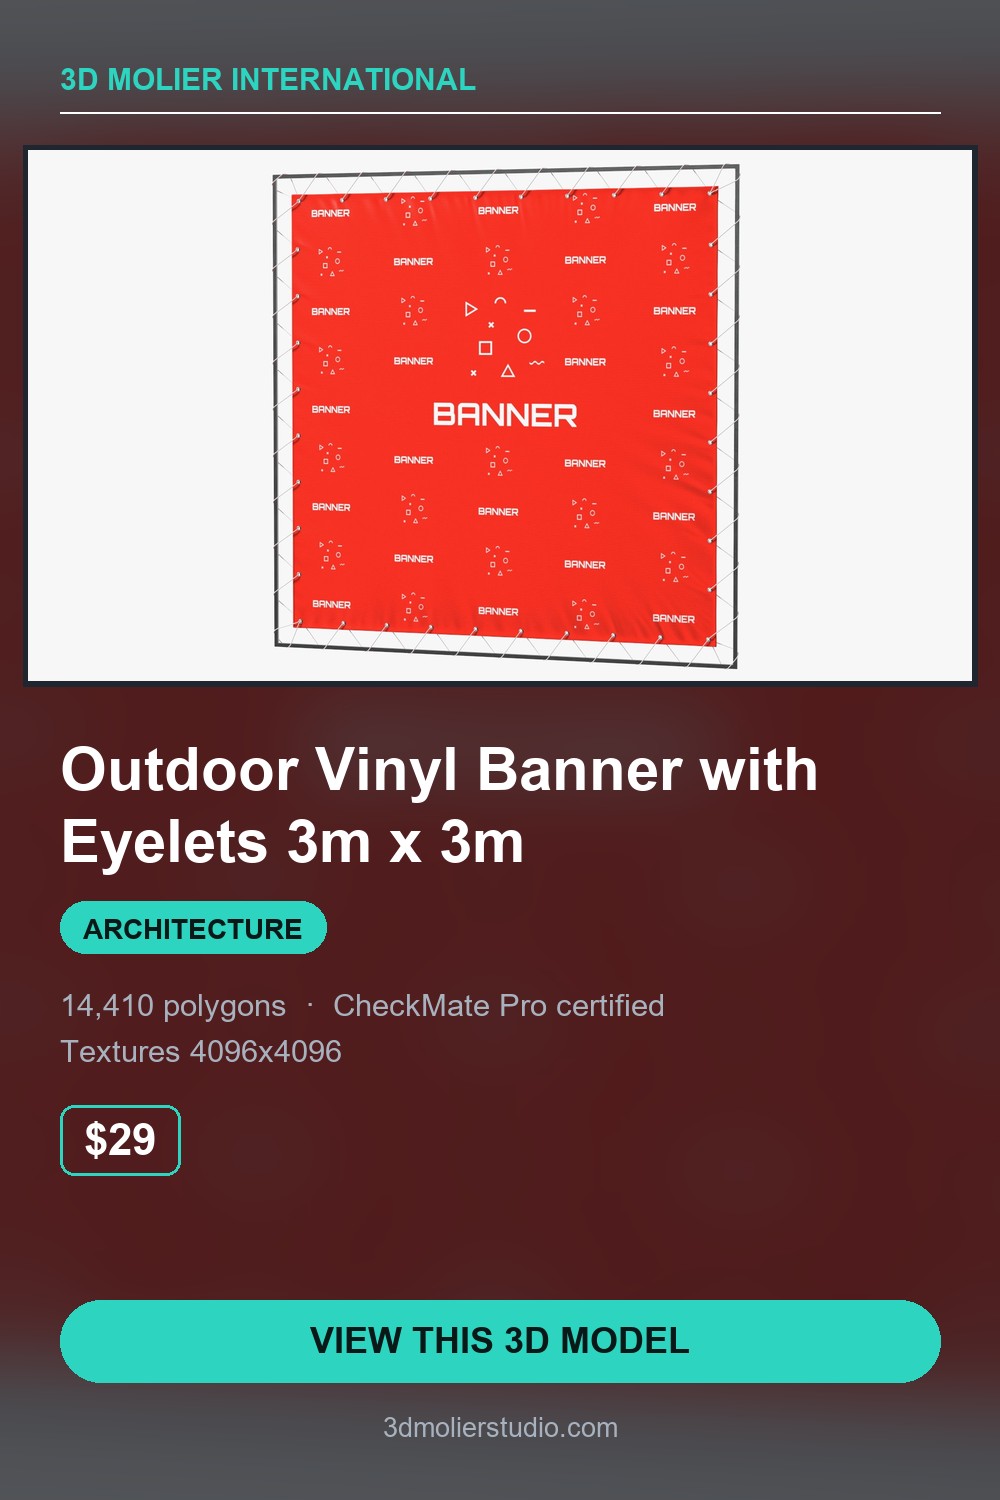 3D MOLIER INTERNATIONAL
BANNER BANNER BANNER
BANNER BANNER
BANNER BANNER
BANNER BANNER
BANNER BANNER BANNER
BANNER BANNER
BANNER BANNER BANNER
BANNER BANNER
BANNER BANNER BANNER
Outdoor Vinyl Banner with
Eyelets 3m x 3m
ARCHITECTURE
14,410 polygons · CheckMate Pro certified
Textures 4096x4096
$29
VIEW THIS 3D MODEL
3dmolierstudio.com